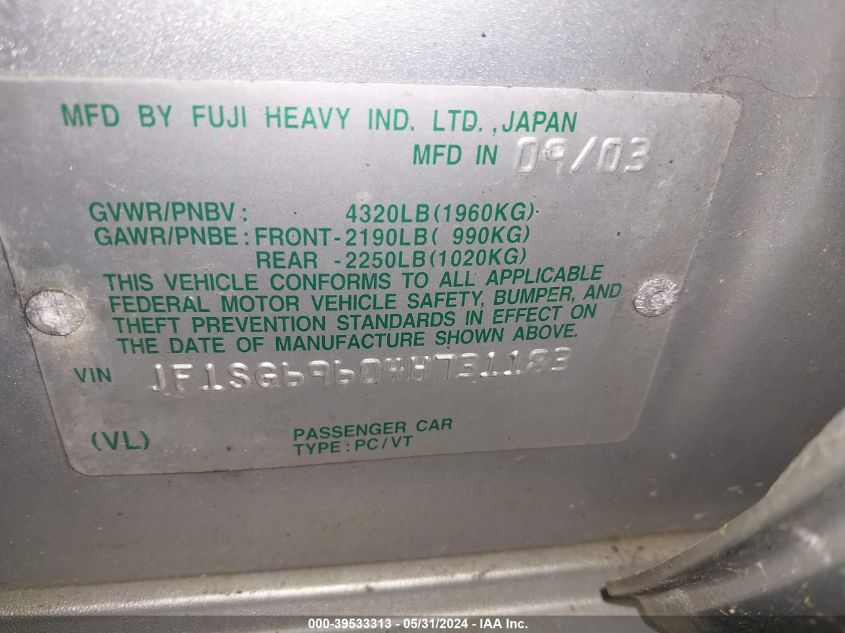 MFD BY FUJI HEAVY IND. LTD., JAPAN
MFD IN 09/03
GVWR/PNBV: 4320LB(1960KG)
GAWR/PNBE: FRONT-2190LB( 990KG)
REAR -2250LB(1020KG)
THIS VEHICLE CONFORMS TO ALL APPLICABLE
FEDERAL MOTOR VEHICLE SAFETY, BUMPER, AND
THEFT PREVENTION STANDARDS IN EFFECT ON
THE DATE OF MANUFACTURE SHOWN ABOVE.
VIN JF1SG69604H731183
(VL) PASSENGER CAR
TYPE: PC/VT
000-39533313 - 05/31/2024 - IAA Inc.